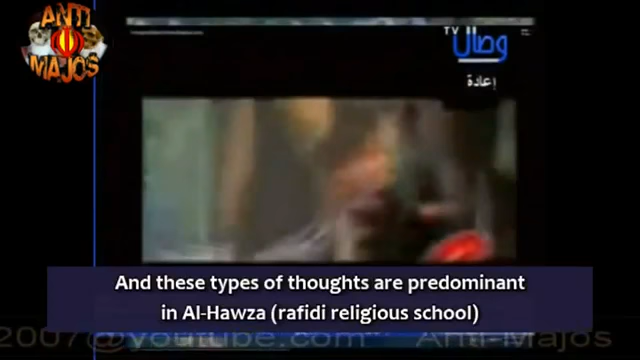 ANTI
MAJOS
TV وصال
إعادة
And these types of thoughts are predominant
in Al-Hawza (rafidi religious school)
2007@youtube.com Anti-Majos